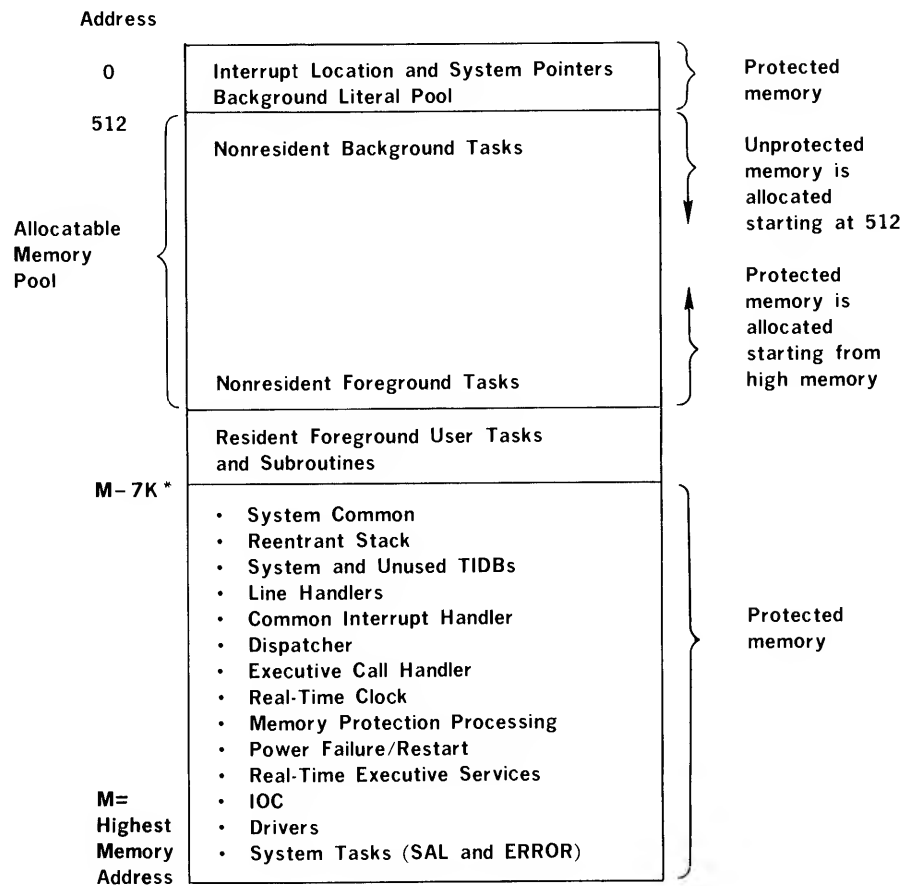 Address
0
Interrupt Location and System Pointers
Background Literal Pool
Protected
memory
512
Nonresident Background Tasks
Unprotected
memory is
allocated
starting at 512
Allocatable
Memory
Pool
Protected
memory is
allocated
starting from
high memory
Nonresident Foreground Tasks
Resident Foreground User Tasks
and Subroutines
M-7K *
· System Common
· Reentrant Stack
· System and Unused TIDBs
· Line Handlers
· Common Interrupt Handler
· Dispatcher
· Executive Call Handler
· Real-Time Clock
· Memory Protection Processing
· Power Failure/Restart
· Real-Time Executive Services
· IOC
· Drivers
· System Tasks (SAL and ERROR)
Protected
memory
M=
Highest
Memory
Address